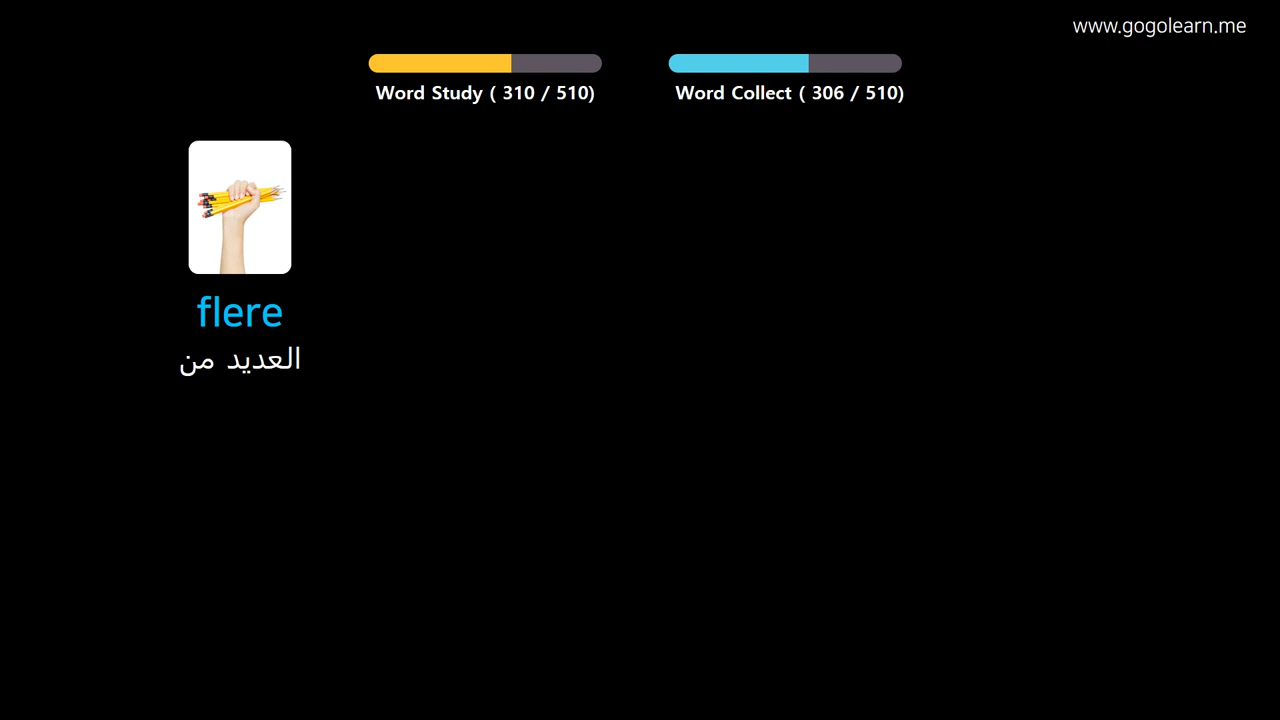 www.gogolearn.me
Word Study ( 310 / 510)
Word Collect ( 306 / 510)
flere
العديد من